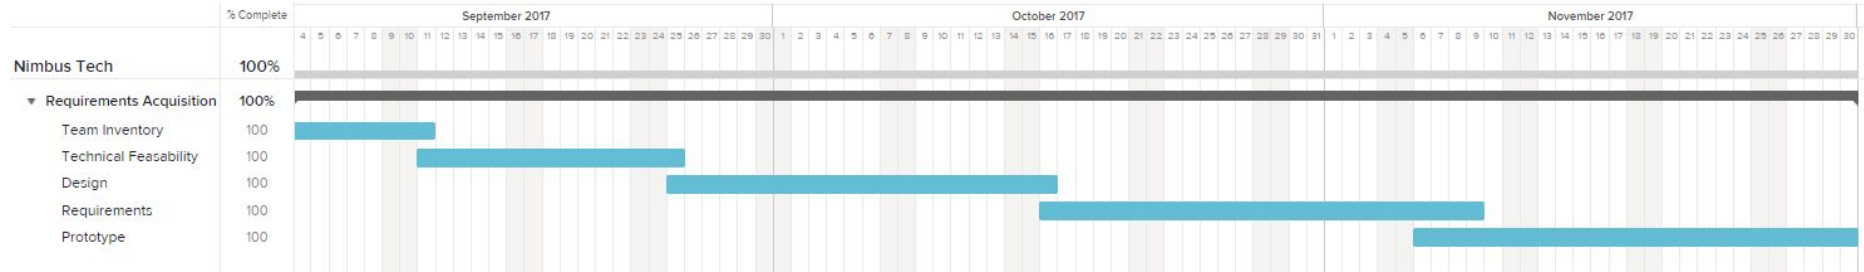 % Complete September 2017 October 2017 November 2017
4 5 6 7 8 9 10 11 12 13 14 15 16 17 18 19 20 21 22 23 24 25 26 27 28 29 30 1 2 3 4 5 6 7 8 9 10 11 12 13 14 15 16 17 18 19 20 21 22 23 24 25 26 27 28 29 30 31 1 2 3 4 5 6 7 8 9 10 11 12 13 14 15 16 17 18 19 20 21 22 23 24 25 26 27 28 29 30
Nimbus Tech 100%
Requirements Acquisition 100%
Team Inventory 100
Technical Feasability 100
Design 100
Requirements 100
Prototype 100